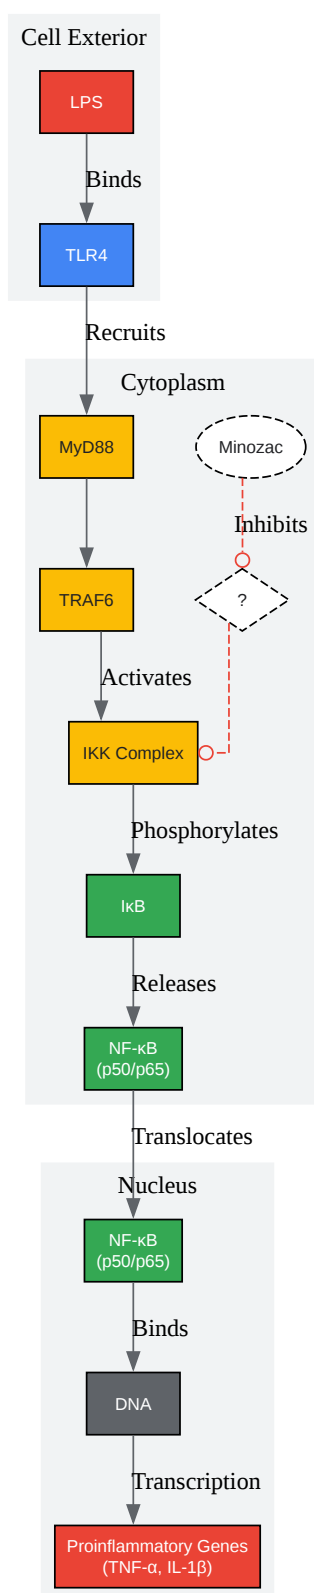 Cell Exterior
LPS
Binds
TLR4
Recruits
Cytoplasm
MyD88
Minozac
Inhibits
TRAF6
?
Activates
IKK Complex
Phosphorylates
IκB
Releases
NF-κB
(p50/p65)
Translocates
Nucleus
NF-κB
(p50/p65)
Binds
DNA
Transcription
Proinflammatory Genes
(TNF-α, IL-1β)